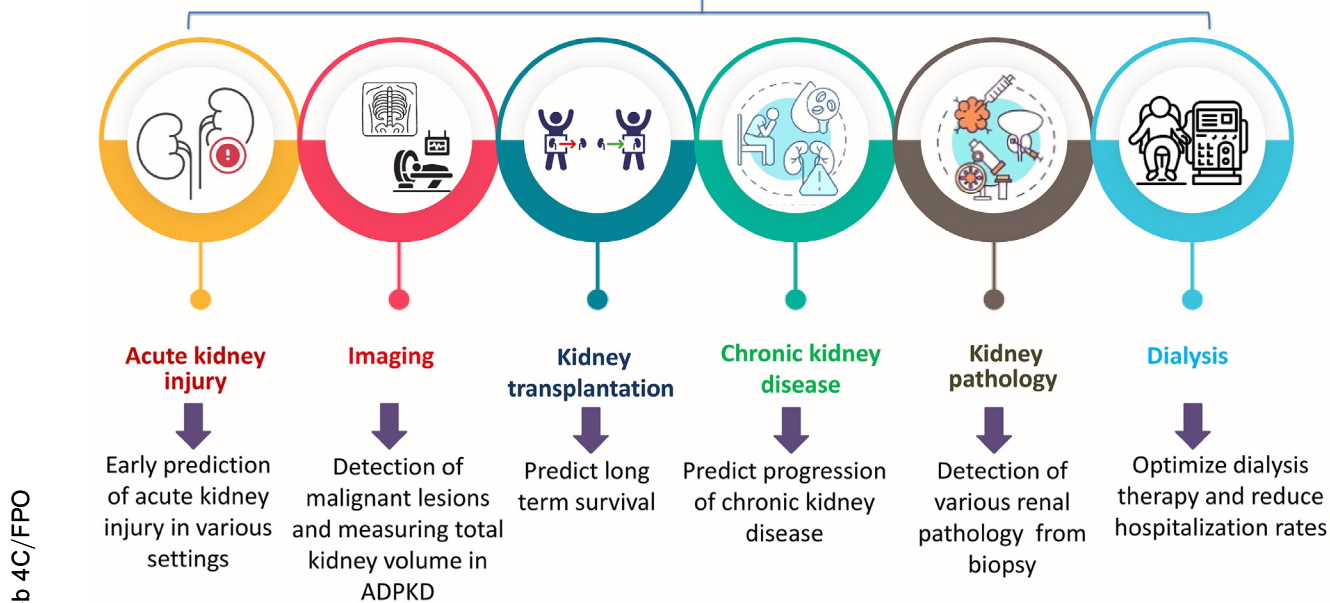 Acute kidney
injury
Early prediction
of acute kidney
injury in various
settings
Imaging
Detection of
malignant lesions
and measuring total
kidney volume in
ADPKD
Kidney
transplantation
Predict long
term survival
Chronic kidney
disease
Predict progression
of chronic kidney
disease
Kidney
pathology
Detection of
various renal
pathology from
biopsy
Dialysis
Optimize dialysis
therapy and reduce
hospitalization rates
b 4C/FPO